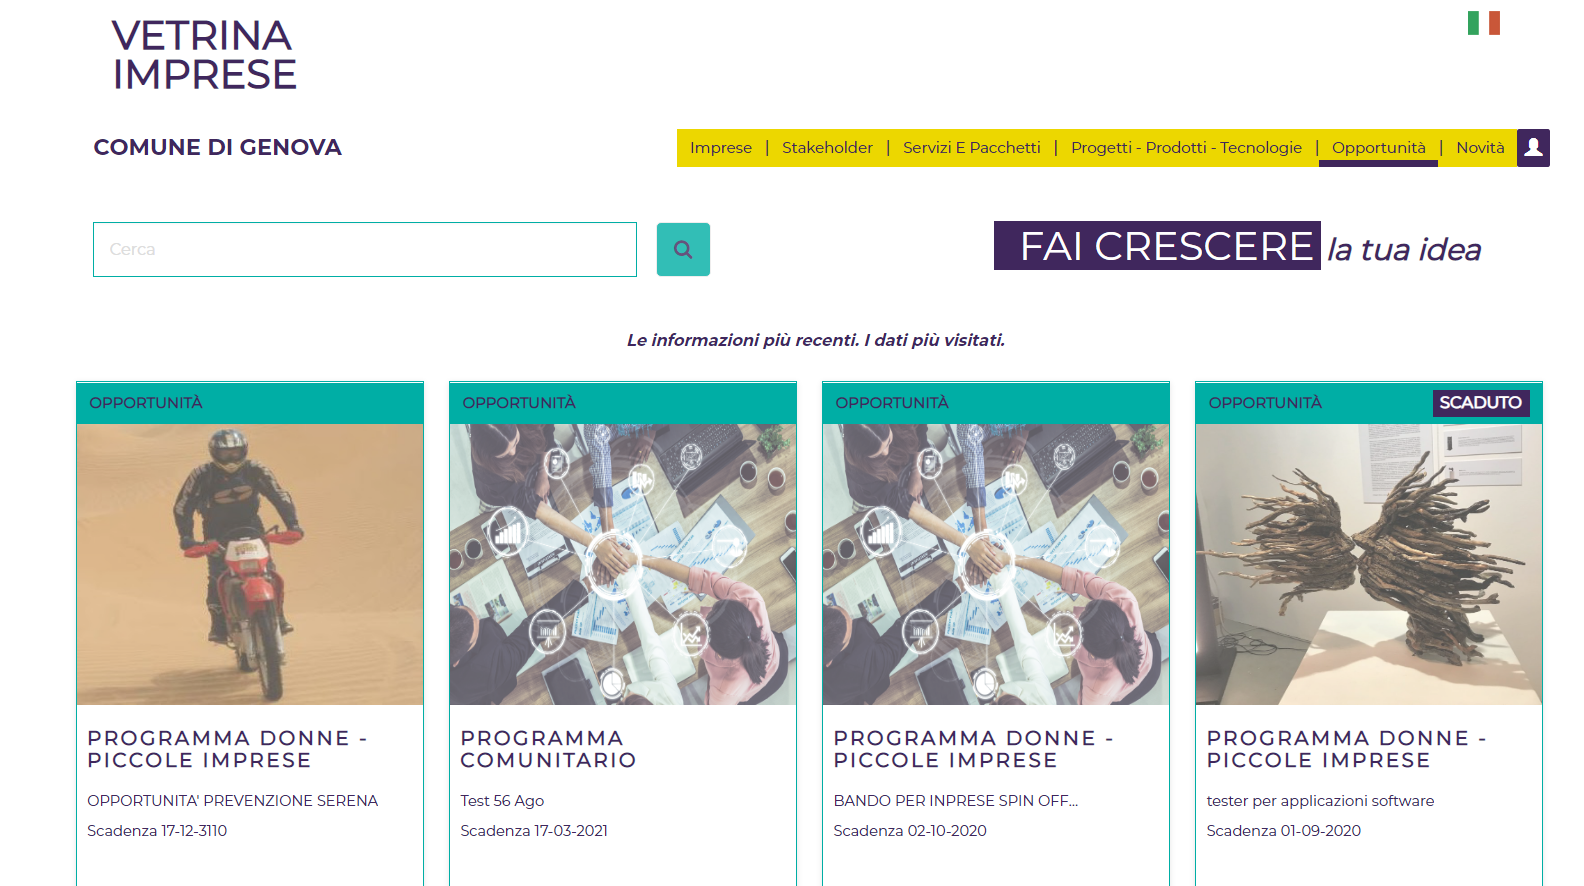 VETRINA
IMPRESE
COMUNE DI GENOVA
Imprese | Stakeholder | Servizi E Pacchetti | Progetti - Prodotti - Tecnologie | Opportunità | Novità
Cerca
FAI CRESCERE la tua idea
Le informazioni più recenti. I dati più visitati.
OPPORTUNITÀ
PROGRAMMA DONNE -
PICCOLE IMPRESE
OPPORTUNITA' PREVENZIONE SERENA
Scadenza 17-12-3110
OPPORTUNITÀ
PROGRAMMA
COMUNITARIO
Test 56 Ago
Scadenza 17-03-2021
OPPORTUNITÀ
PROGRAMMA DONNE -
PICCOLE IMPRESE
BANDO PER INPRESE SPIN OFF...
Scadenza 02-10-2020
OPPORTUNITÀ SCADUTO
PROGRAMMA DONNE -
PICCOLE IMPRESE
tester per applicazioni software
Scadenza 01-09-2020